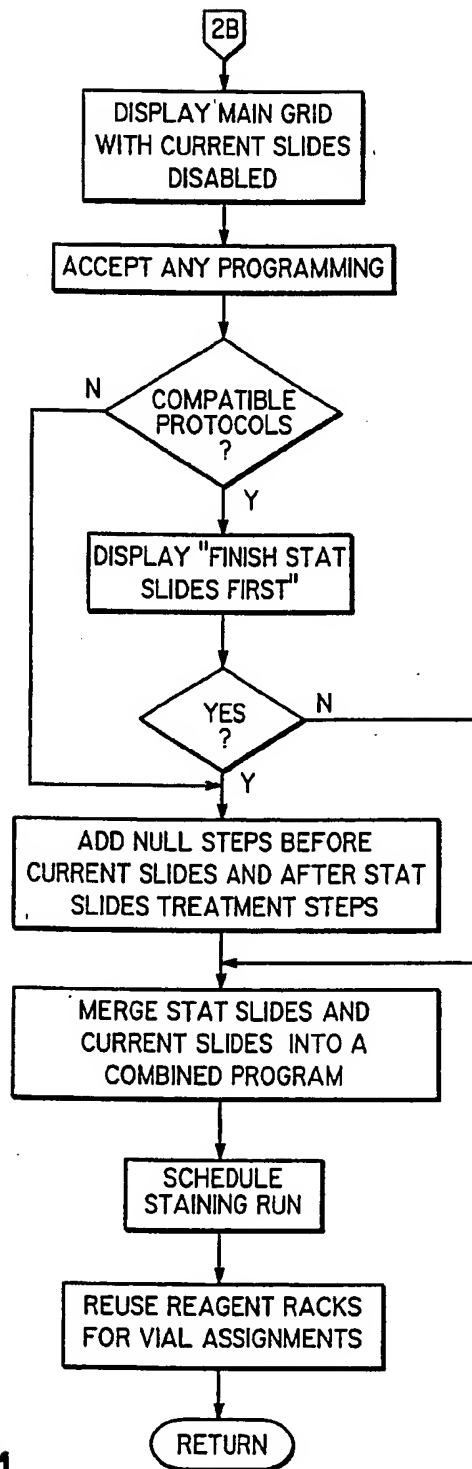 2B
DISPLAY MAIN GRID
WITH CURRENT SLIDES
DISABLED
ACCEPT ANY PROGRAMMING
N
COMPATIBLE
PROTOCOLS
?
Y
DISPLAY "FINISH STAT
SLIDES FIRST"
YES
?
N
Y
ADD NULL STEPS BEFORE
CURRENT SLIDES AND AFTER STAT
SLIDES TREATMENT STEPS
MERGE STAT SLIDES AND
CURRENT SLIDES INTO A
COMBINED PROGRAM
SCHEDULE
STAINING RUN
REUSE REAGENT RACKS
FOR VIAL ASSIGNMENTS
RETURN